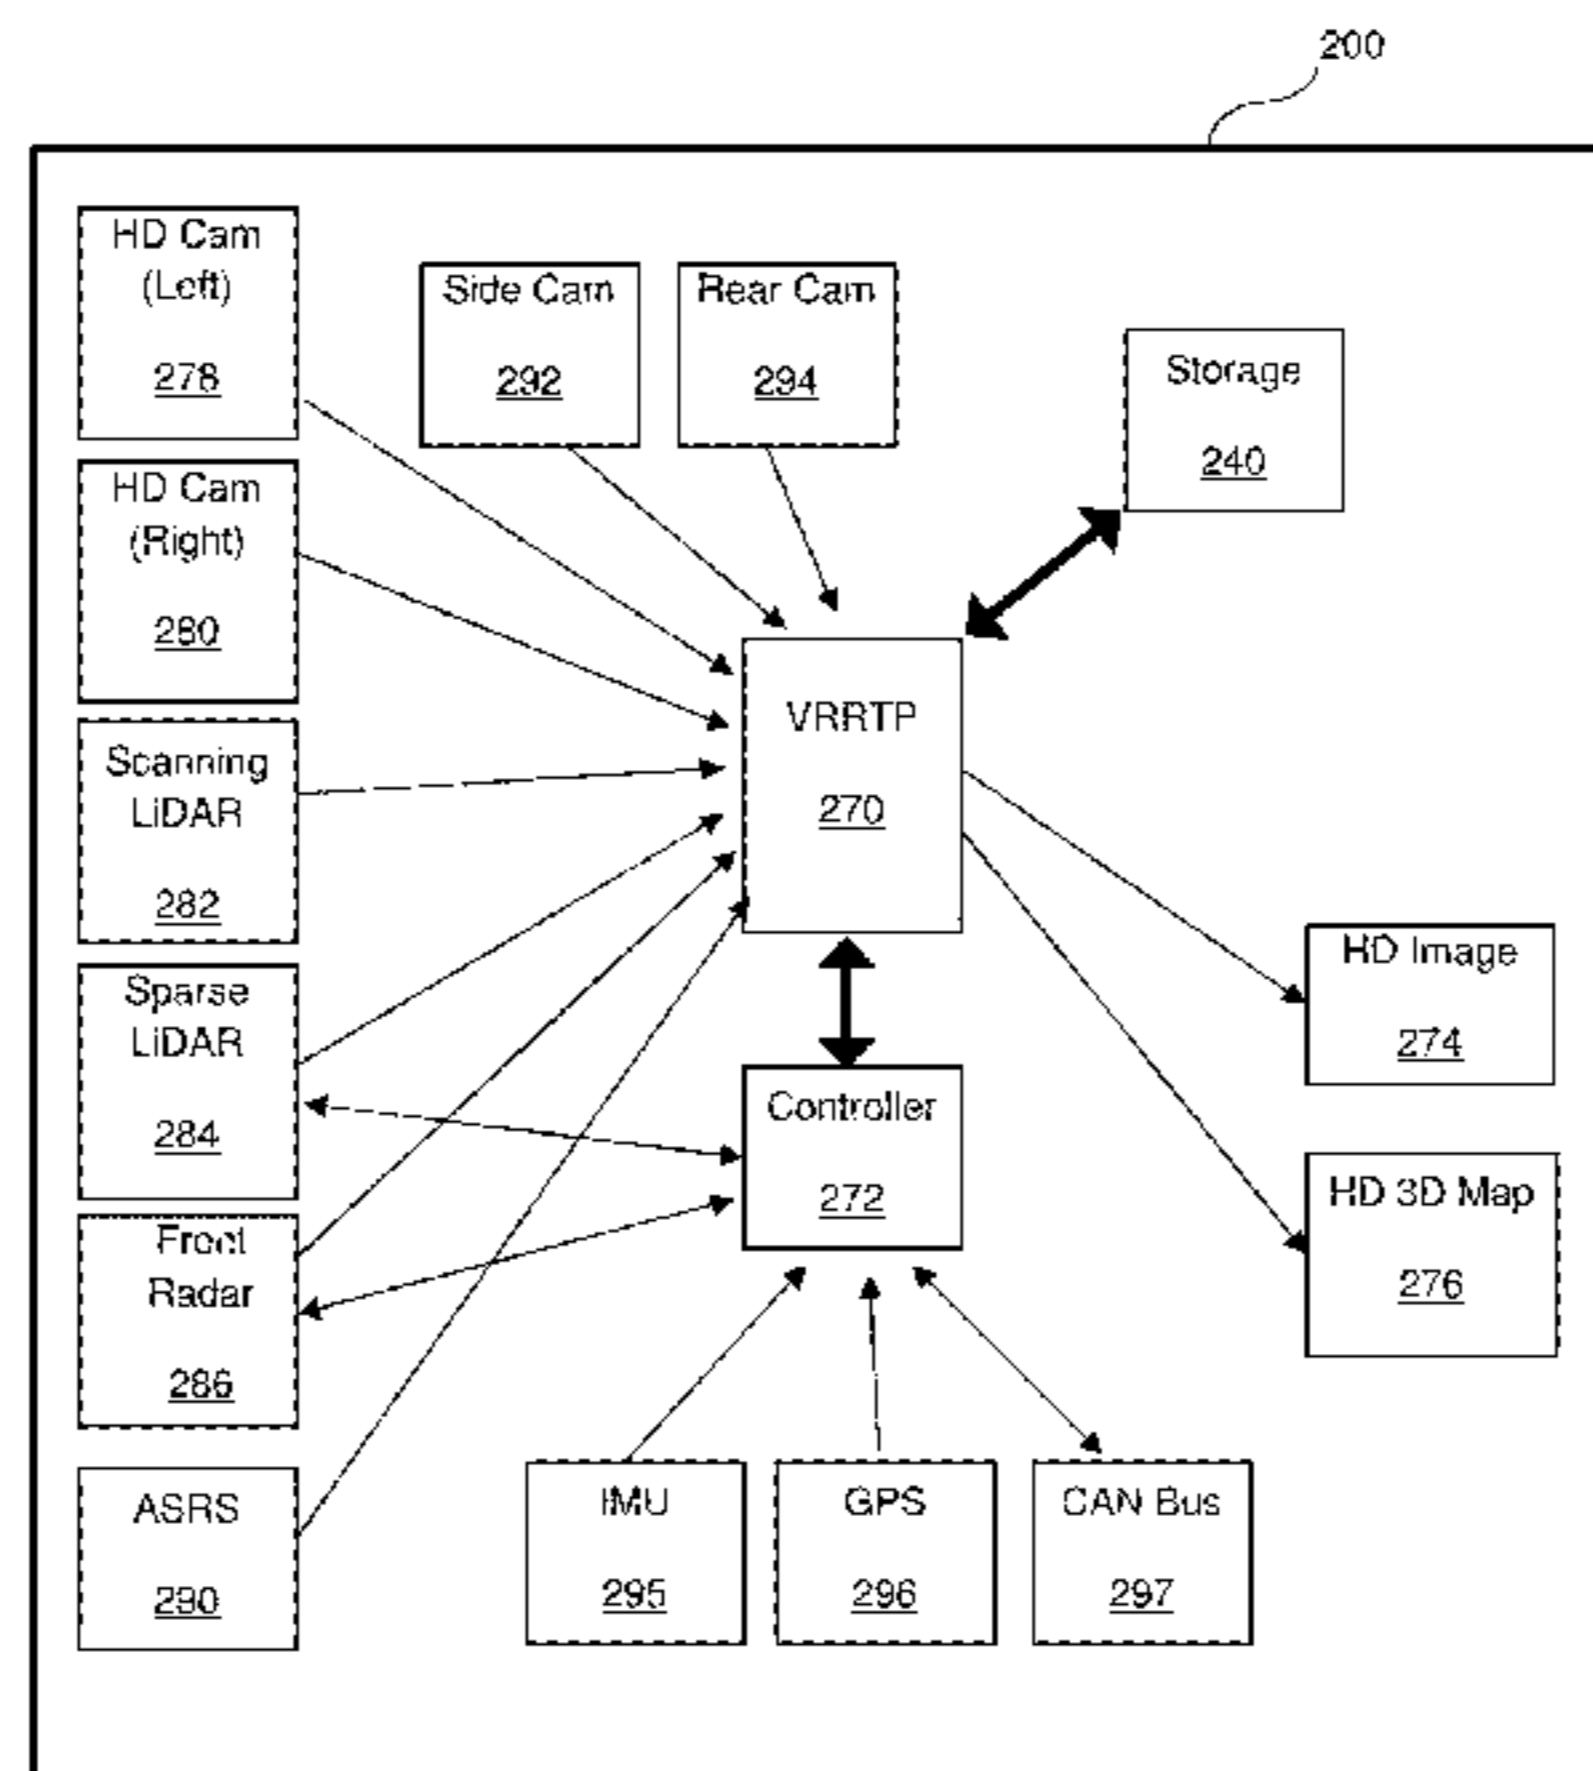 200
HD Cam
(Left)
278
Side Cam
292
Rear Cam
294
Storage
240
HD Cam
(Right)
280
VRRTP
270
Scanning
LiDAR
282
HD Image
274
Sparse
LiDAR
284
Controller
272
HD 3D Map
276
Front
Radar
286
ASRS
290
IMU
295
GPS
296
CAN Bus
297